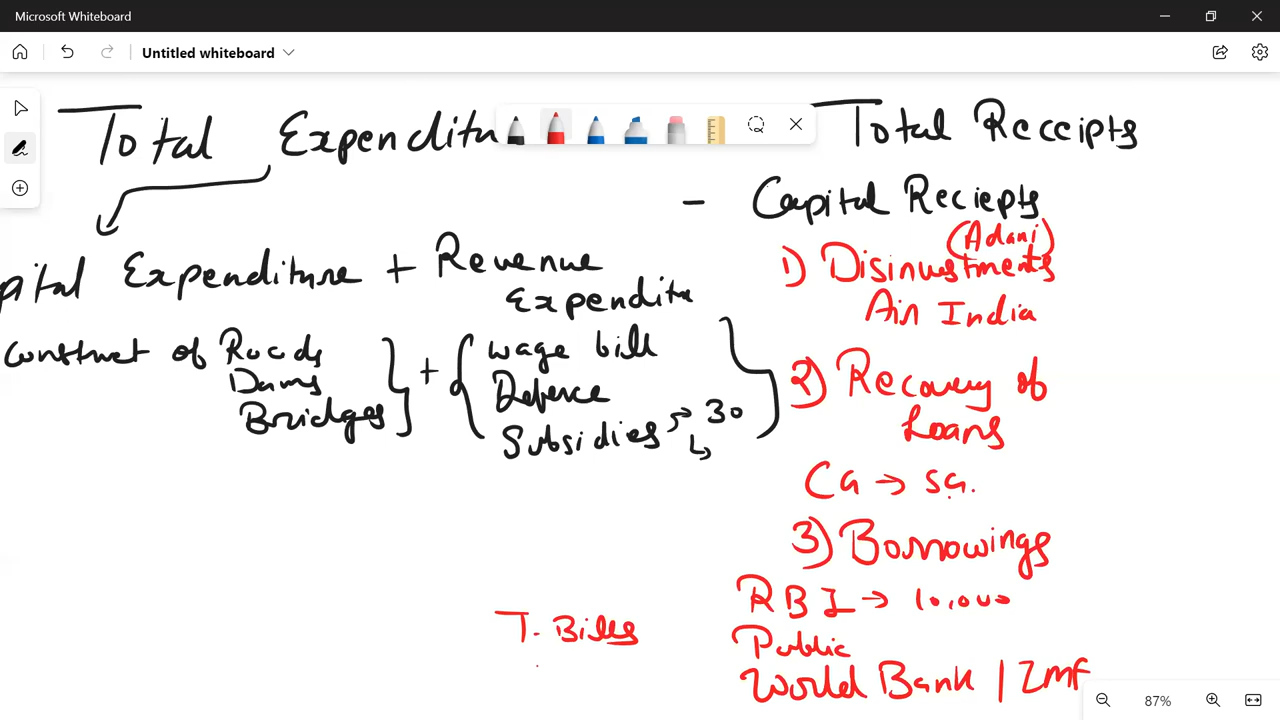 Microsoft Whiteboard
Untitled whiteboard
Total Expenditu
Total Receipts
- Capital Reciepts
(Adani)
1) Disinvestments
Air India
pital Expenditure + Revenue
Expenditu
construct of Roads
Dams
Bridges
+
wage bill
Defence
Subsidies → 30
2) Recovery of
Loans
CG → SG.
3) Borrowings
RBI → 10,000
Public
World Bank / Imf
T. Bills
87%